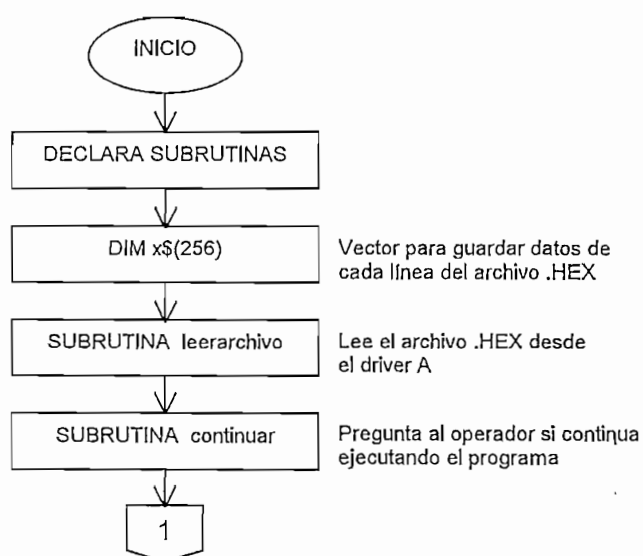 INICIO
DECLARA SUBRUTINAS
DIM x$(256)
Vector para guardar datos de
cada línea del archivo .HEX
SUBRUTINA leerarchivo
Lee el archivo .HEX desde
el driver A
SUBRUTINA continuar
Pregunta al operador si continua
ejecutando el programa
1